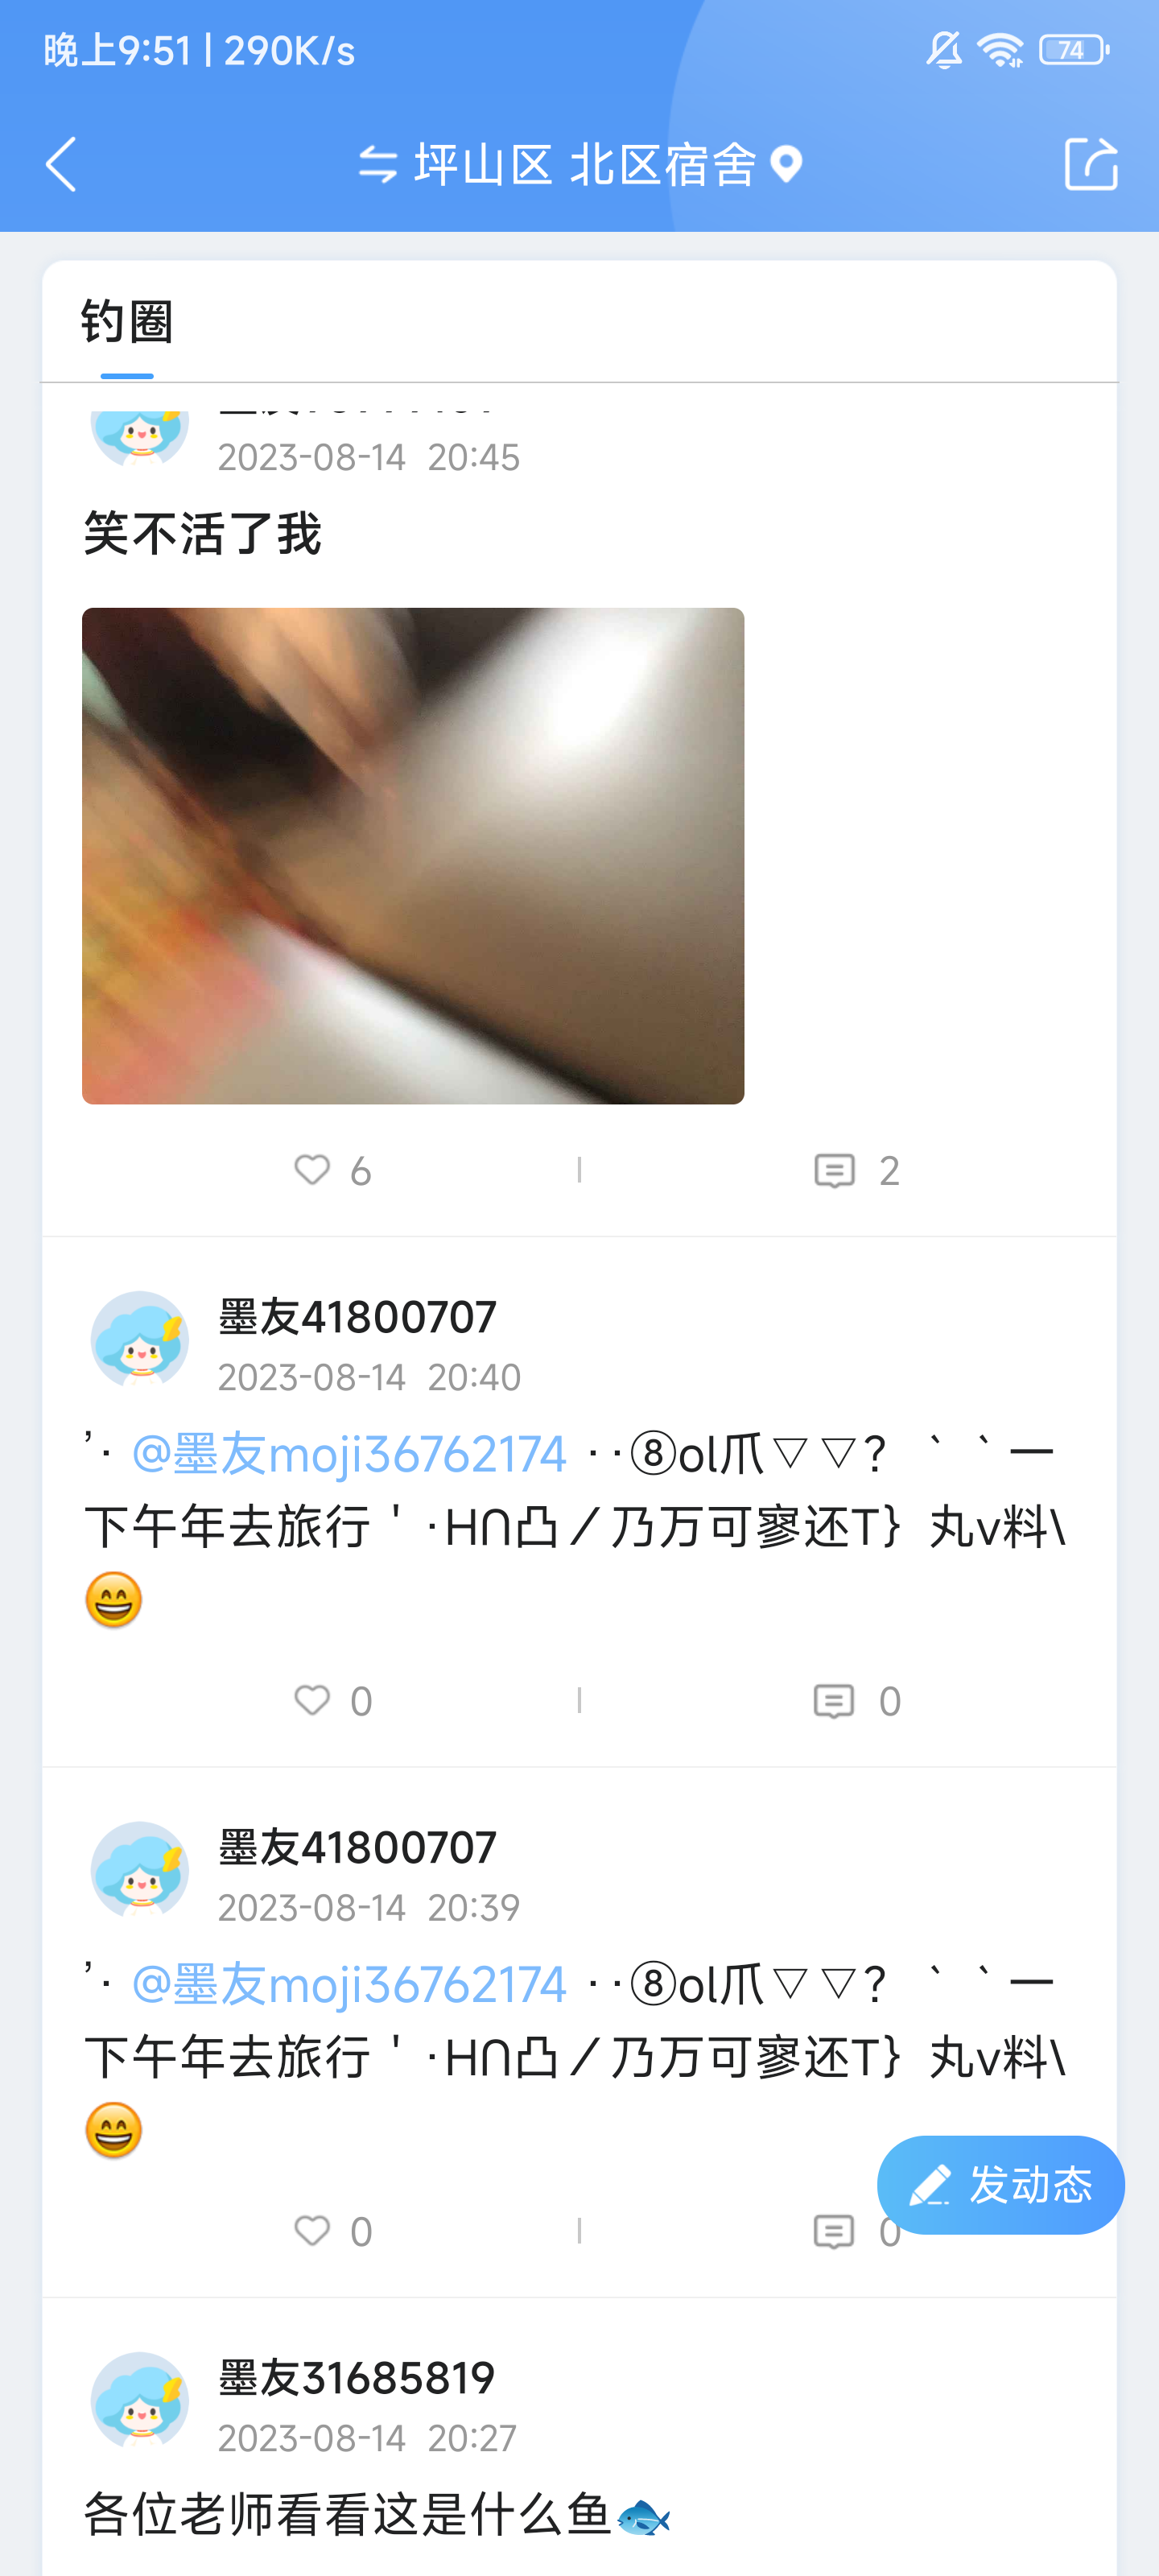 晚上9:51 | 290K/s
74
坪山区 北区宿舍
钓圈
2023-08-14 20:45
笑不活了我
6
2
墨友41800707
2023-08-14 20:40
’· @墨友moji36762174 ··⑧ol爪▽▽? ｀｀一
下午年去旅行＇·H∩凸／乃万可寥还T｝丸v料\
😄
0
0
墨友41800707
2023-08-14 20:39
’· @墨友moji36762174 ··⑧ol爪▽▽? ｀｀一
下午年去旅行＇·H∩凸／乃万可寥还T｝丸v料\
😄
发动态
0
0
墨友31685819
2023-08-14 20:27
各位老师看看这是什么鱼🐟